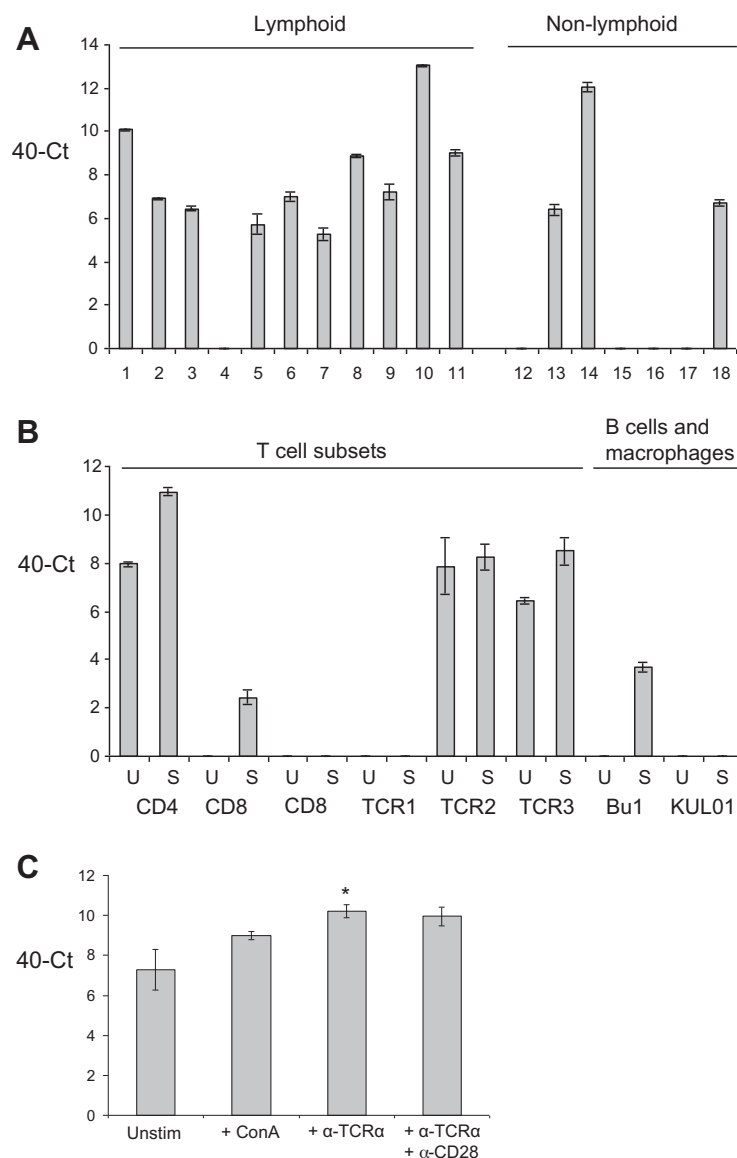 A
Lymphoid
Non-lymphoid
14
12
10
8
6
4
2
0
40-Ct
1 2 3 4 5 6 7 8 9 10 11 12 13 14 15 16 17 18
B
T cell subsets
B cells and
macrophages
12
10
8
6
4
2
0
40-Ct
U S U S U S U S U S U S U S U S
CD4 CD8 CD8 TCR1 TCR2 TCR3 Bu1 KUL01
C
12
10
8
6
4
2
0
40-Ct
*
Unstim + ConA + α-TCRα + α-TCRα
+ α-CD28